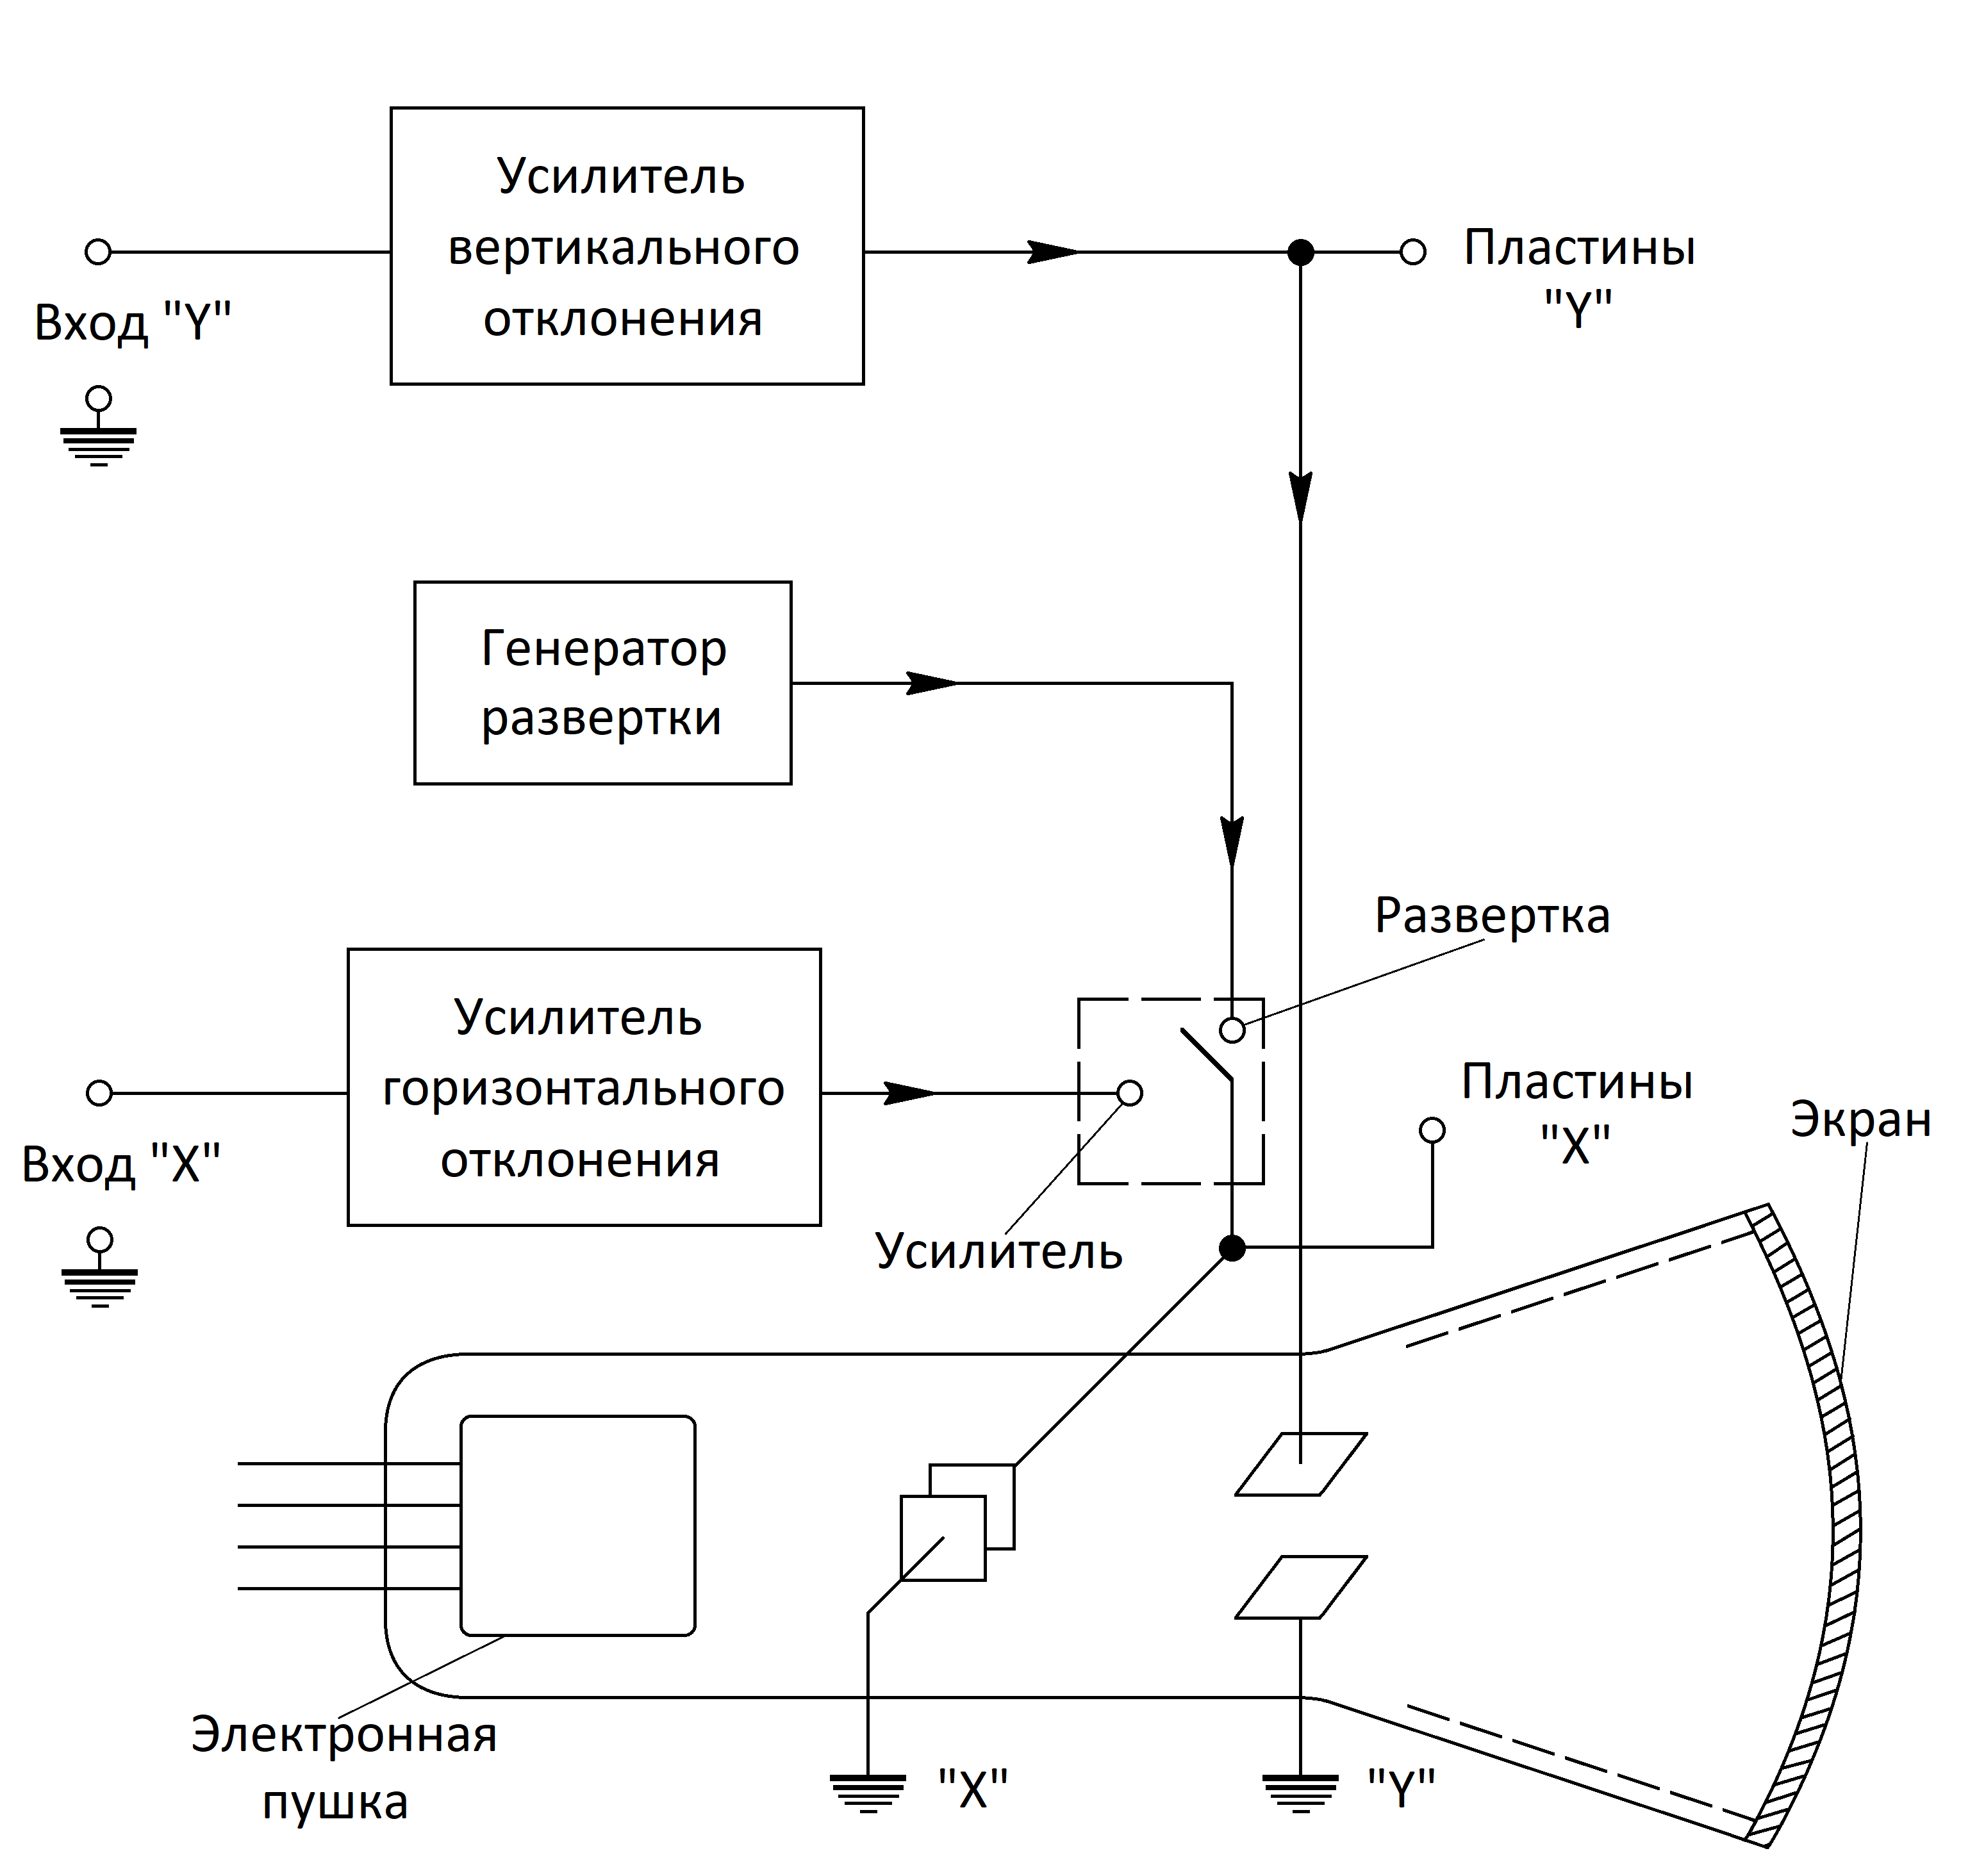 Усилитель
вертикального
отклонения
Вход "Y"
Пластины
"Y"
Генератор
развертки
Развертка
Усилитель
горизонтального
отклонения
Вход "X"
Усилитель
Пластины
"X"
Экран
Электронная
пушка
"X"
"Y"